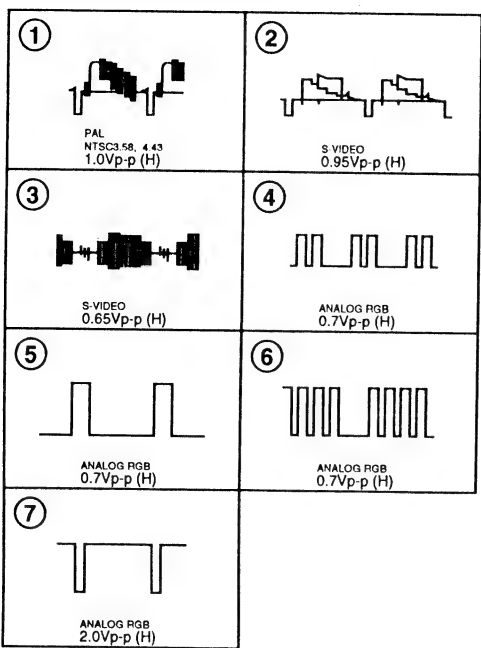 1
PAL
NTSC3.58, 4.43
1.0Vp-p (H)
2
S VIDEO
0.95Vp-p (H)
3
S-VIDEO
0.65Vp-p (H)
4
ANALOG RGB
0.7Vp-p (H)
5
ANALOG RGB
0.7Vp-p (H)
6
ANALOG RGB
0.7Vp-p (H)
7
ANALOG RGB
2.0Vp-p (H)